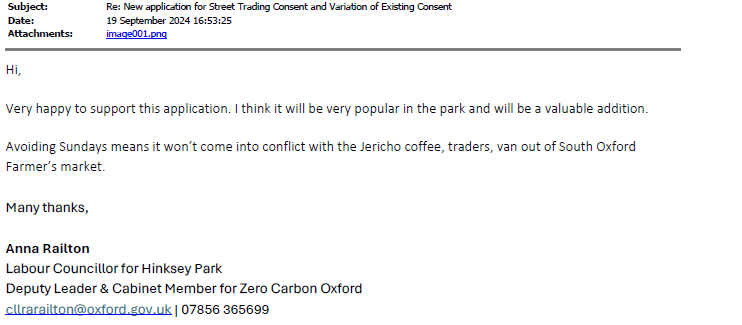 Subject: Re: New application for Street Trading Consent and Variation of Existing Consent
Date: 19 September 2024 16:53:25
Attachments: image001.png
Hi,
Very happy to support this application. I think it will be very popular in the park and will be a valuable addition.
Avoiding Sundays means it won't come into conflict with the Jericho coffee, traders, van out of South Oxford
Farmer's market.
Many thanks,
Anna Railton
Labour Councillor for Hinksey Park
Deputy Leader & Cabinet Member for Zero Carbon Oxford
cllrarailton@oxford.gov.uk | 07856 365699